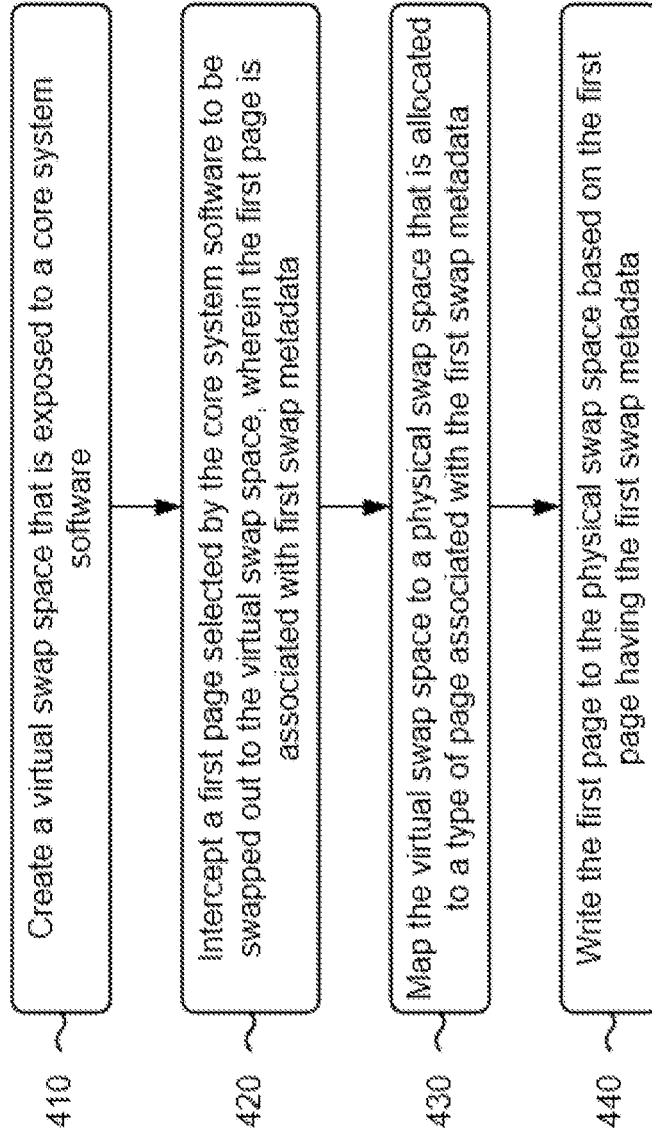 410
Create a virtual swap space that is exposed to a core system
software
420
Intercept a first page selected by the core system software to be
swapped out to the virtual swap space, wherein the first page is
associated with first swap metadata
430
Map the virtual swap space to a physical swap space that is allocated
to a type of page associated with the first swap metadata
440
Write the first page to the physical swap space based on the first
page having the first swap metadata